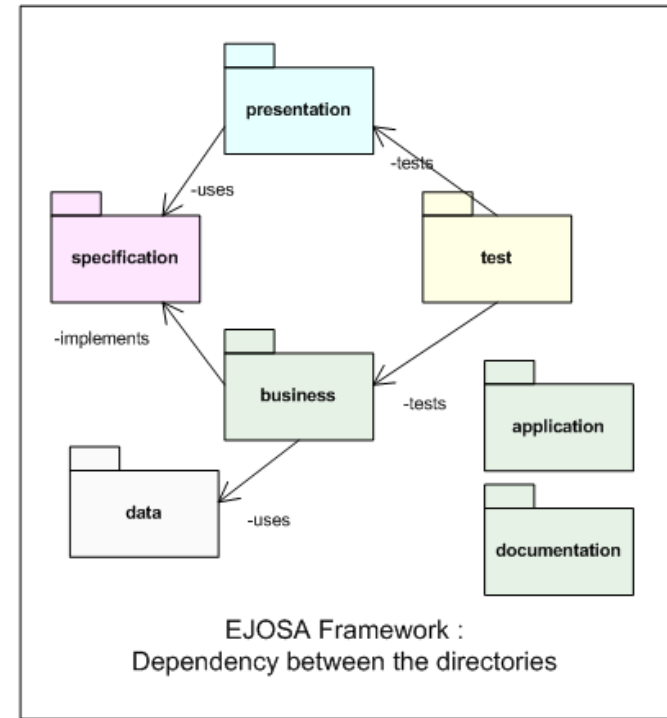 presentation
-tests
-uses
specification
test
-implements
business
-tests
application
data
-uses
documentation
EJOSA Framework :
Dependency between the directories